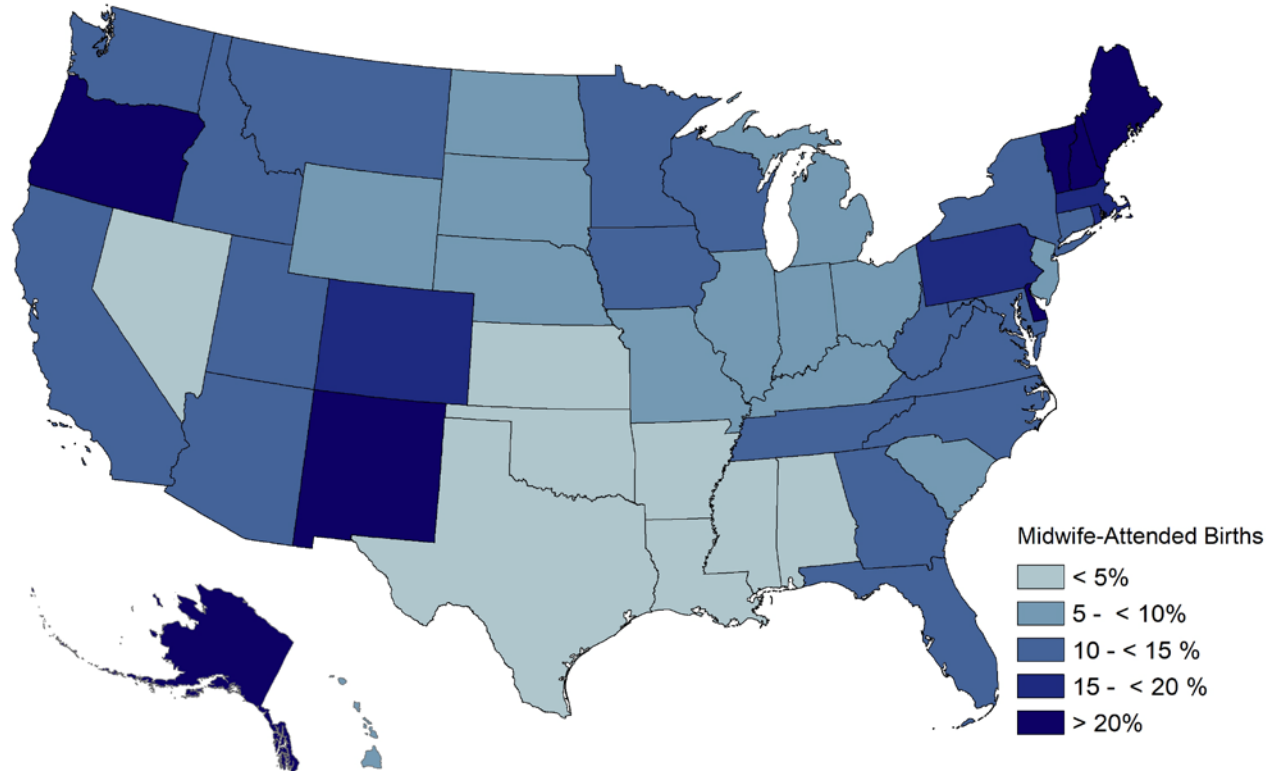 Midwife-Attended Births
< 5%
5 - < 10%
10 - < 15 %
15 - < 20 %
> 20%